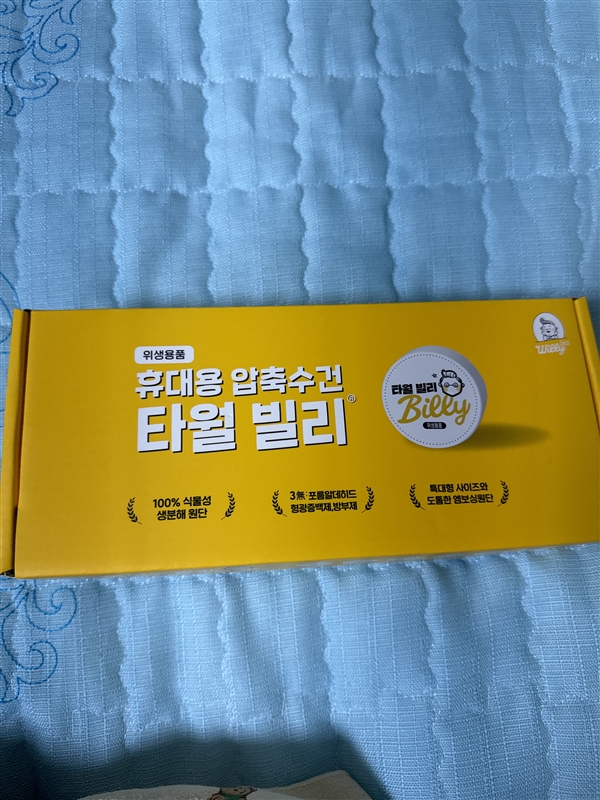 위생용품
휴대용 압축수건
타월 빌리®
타월 빌리
Billy
위생용품
Willy
100% 식물성
생분해 원단
3無: 포름알데히드
형광증백제,방부제
특대형 사이즈와
도톰한 엠보싱원단